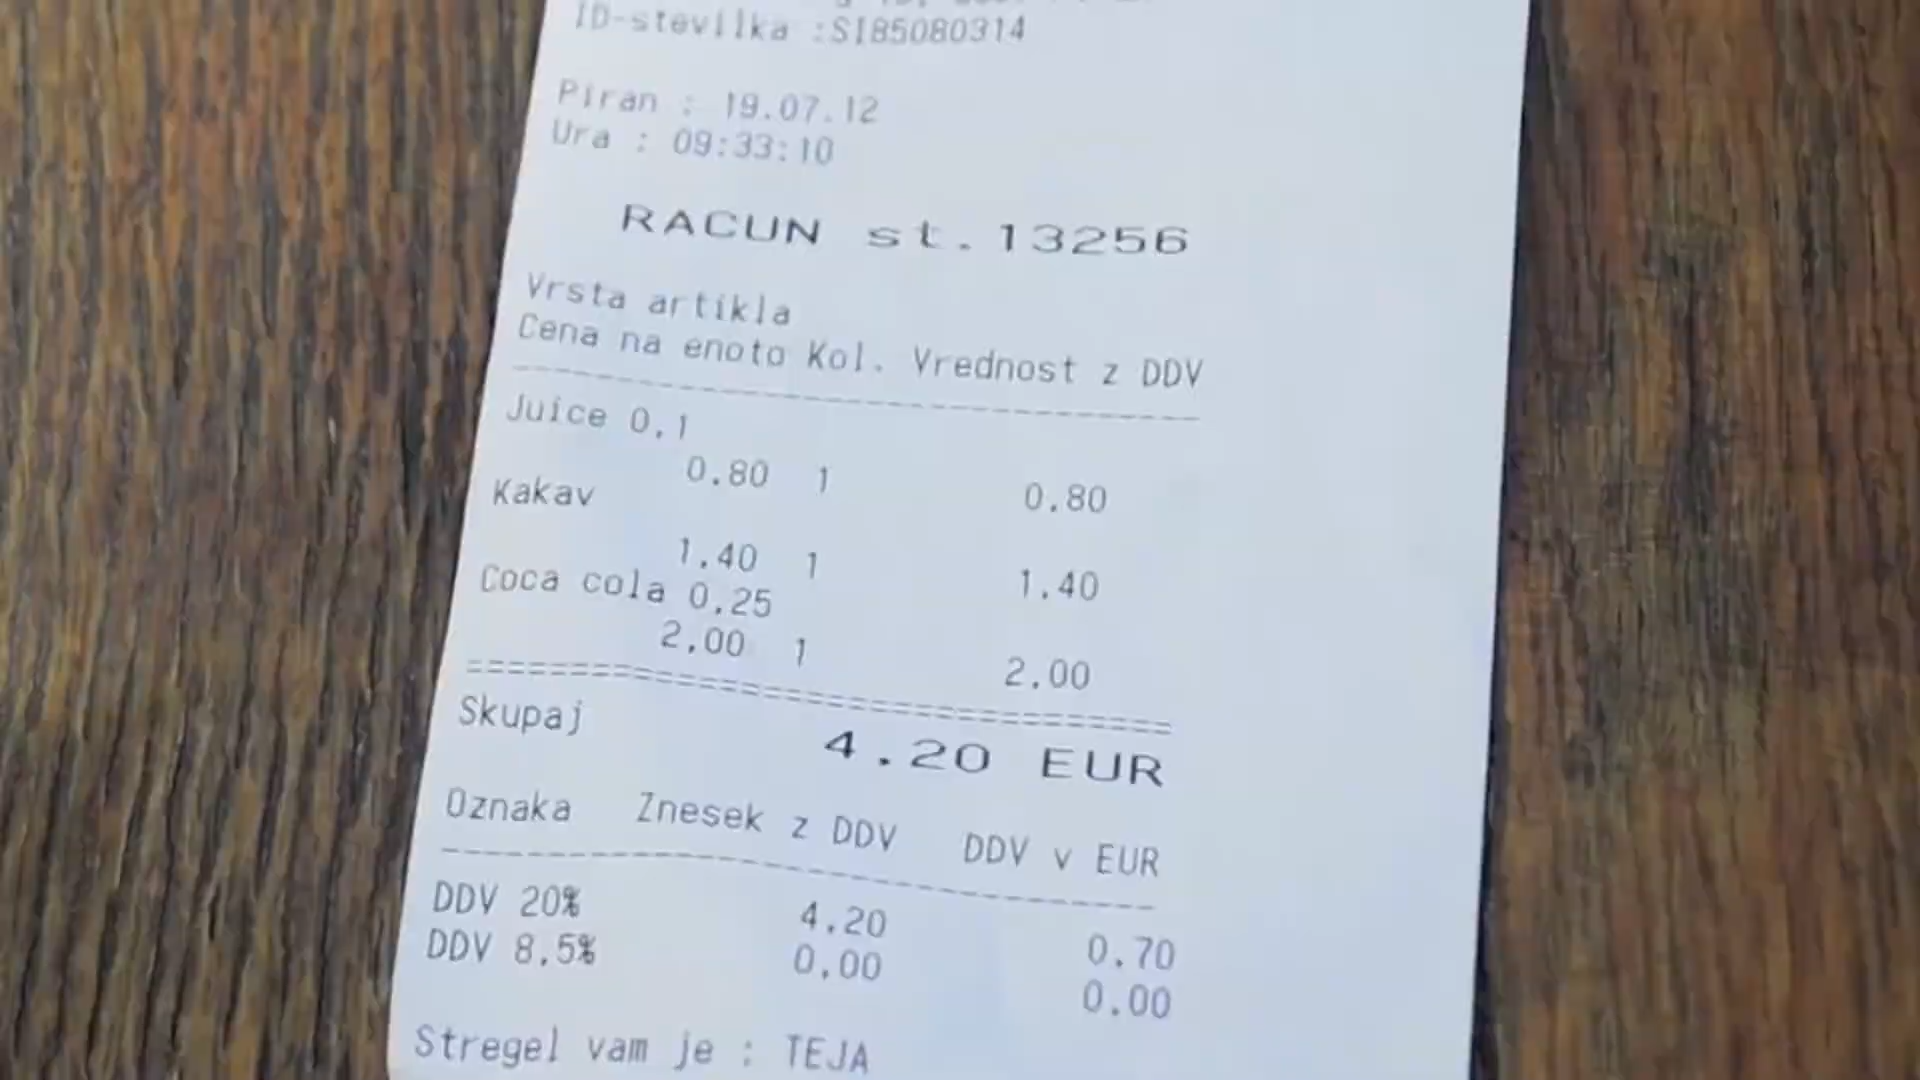 ID-stevilka :SI85080314
Piran : 19.07.12
Ura : 09:33:10
RACUN st.13256
Vrsta artikla
Cena na enoto Kol. Vrednost z DDV
Juice 0,1
0.80 1 0.80
Kakav
1.40 1 1.40
Coca cola 0,25
2.00 1 2.00
Skupaj 4.20 EUR
Oznaka Znesek z DDV DDV v EUR
DDV 20% 4.20 0.70
DDV 8,5% 0.00 0.00
Stregel vam je : TEJA